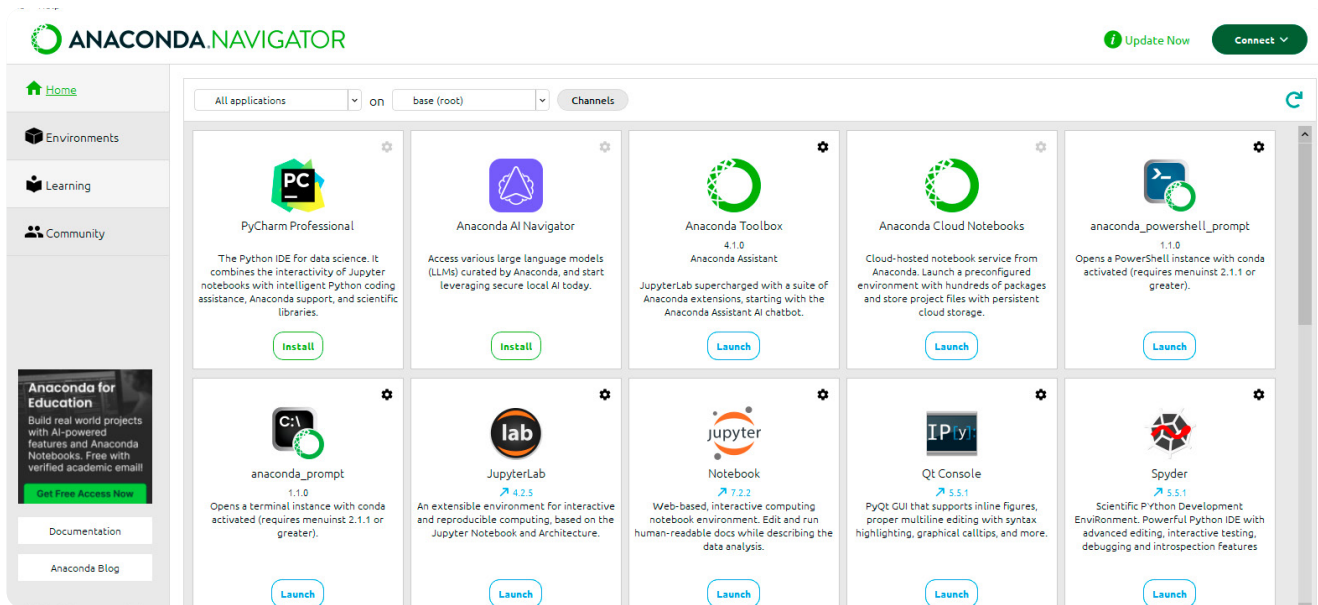 ANACONDA.NAVIGATOR
Update Now
Connect
Home
Environments
Learning
Community
All applications
on
base (root)
Channels
PC
PyCharm Professional
The Python IDE for data science. It
combines the interactivity of Jupyter
notebooks with intelligent Python coding
assistance, Anaconda support, and scientific
libraries.
Install
Anaconda AI Navigator
Access various large language models
(LLMs) curated by Anaconda, and start
leveraging secure local AI today.
Install
Anaconda Toolbox
4.1.0
Anaconda Assistant
JupyterLab supercharged with a suite of
Anaconda extensions, starting with the
Anaconda Assistant AI chatbot.
Launch
Anaconda Cloud Notebooks
Cloud-hosted notebook service from
Anaconda. Launch a preconfigured
environment with hundreds of packages
and store project files with persistent
cloud storage.
Launch
anaconda_powershell_prompt
1.1.0
Opens a PowerShell instance with conda
activated (requires menuinst 2.1.1 or
greater).
Launch
C:\
anaconda_prompt
1.1.0
Opens a terminal instance with conda
activated (requires menuinst 2.1.1 or
greater).
Launch
lab
JupyterLab
4.2.5
An extensible environment for interactive
and reproducible computing, based on the
Jupyter Notebook and Architecture.
Launch
jupyter
Notebook
7.2.2
Web-based, interactive computing
notebook environment. Edit and run
human-readable docs while describing the
data analysis.
Launch
IP[y]:
Qt Console
5.5.1
PyQt GUI that supports inline figures,
proper multiline editing with syntax
highlighting, graphical calltips, and more.
Launch
Spyder
5.5.1
Scientific PYthon Development
EnviRonment. Powerful Python IDE with
advanced editing, interactive testing,
debugging and introspection features
Launch
Anaconda for
Education
Build real world projects
with AI-powered
features and Anaconda
Notebooks. Free with
verified academic email!
Get Free Access Now
Documentation
Anaconda Blog